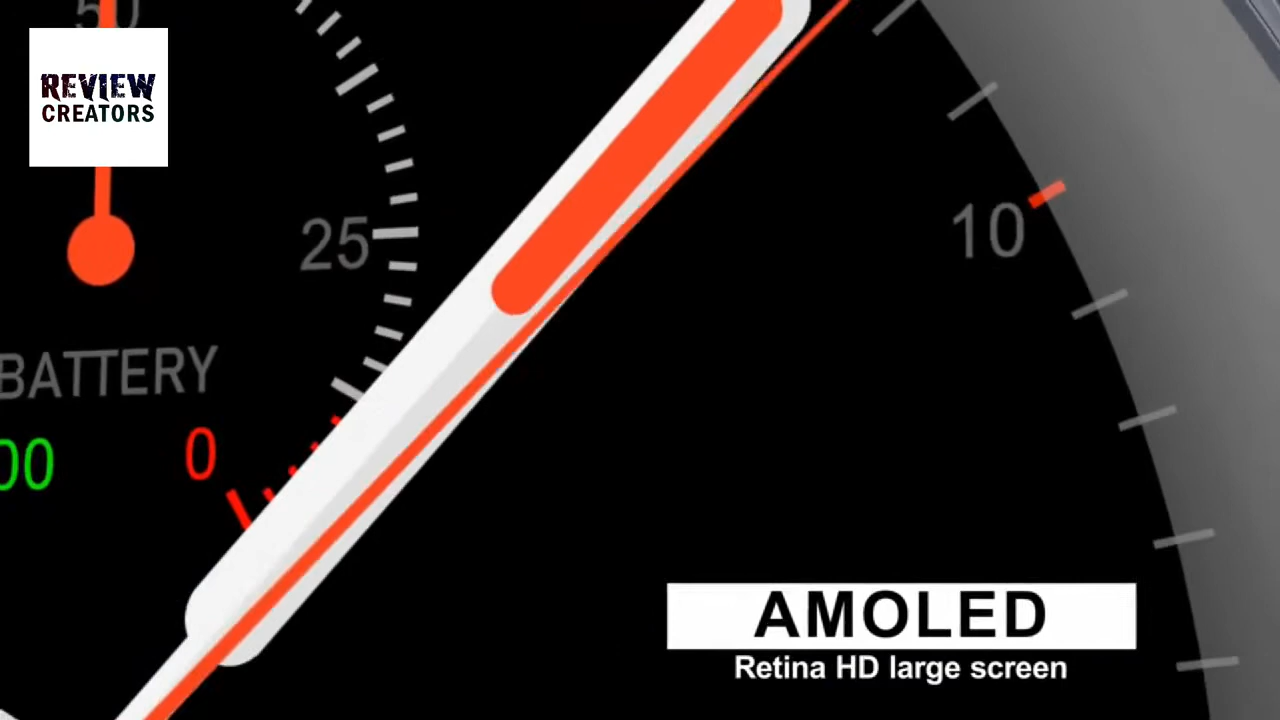 50
REVIEW
CREATORS
25
10
BATTERY
00
0
AMOLED
Retina HD large screen